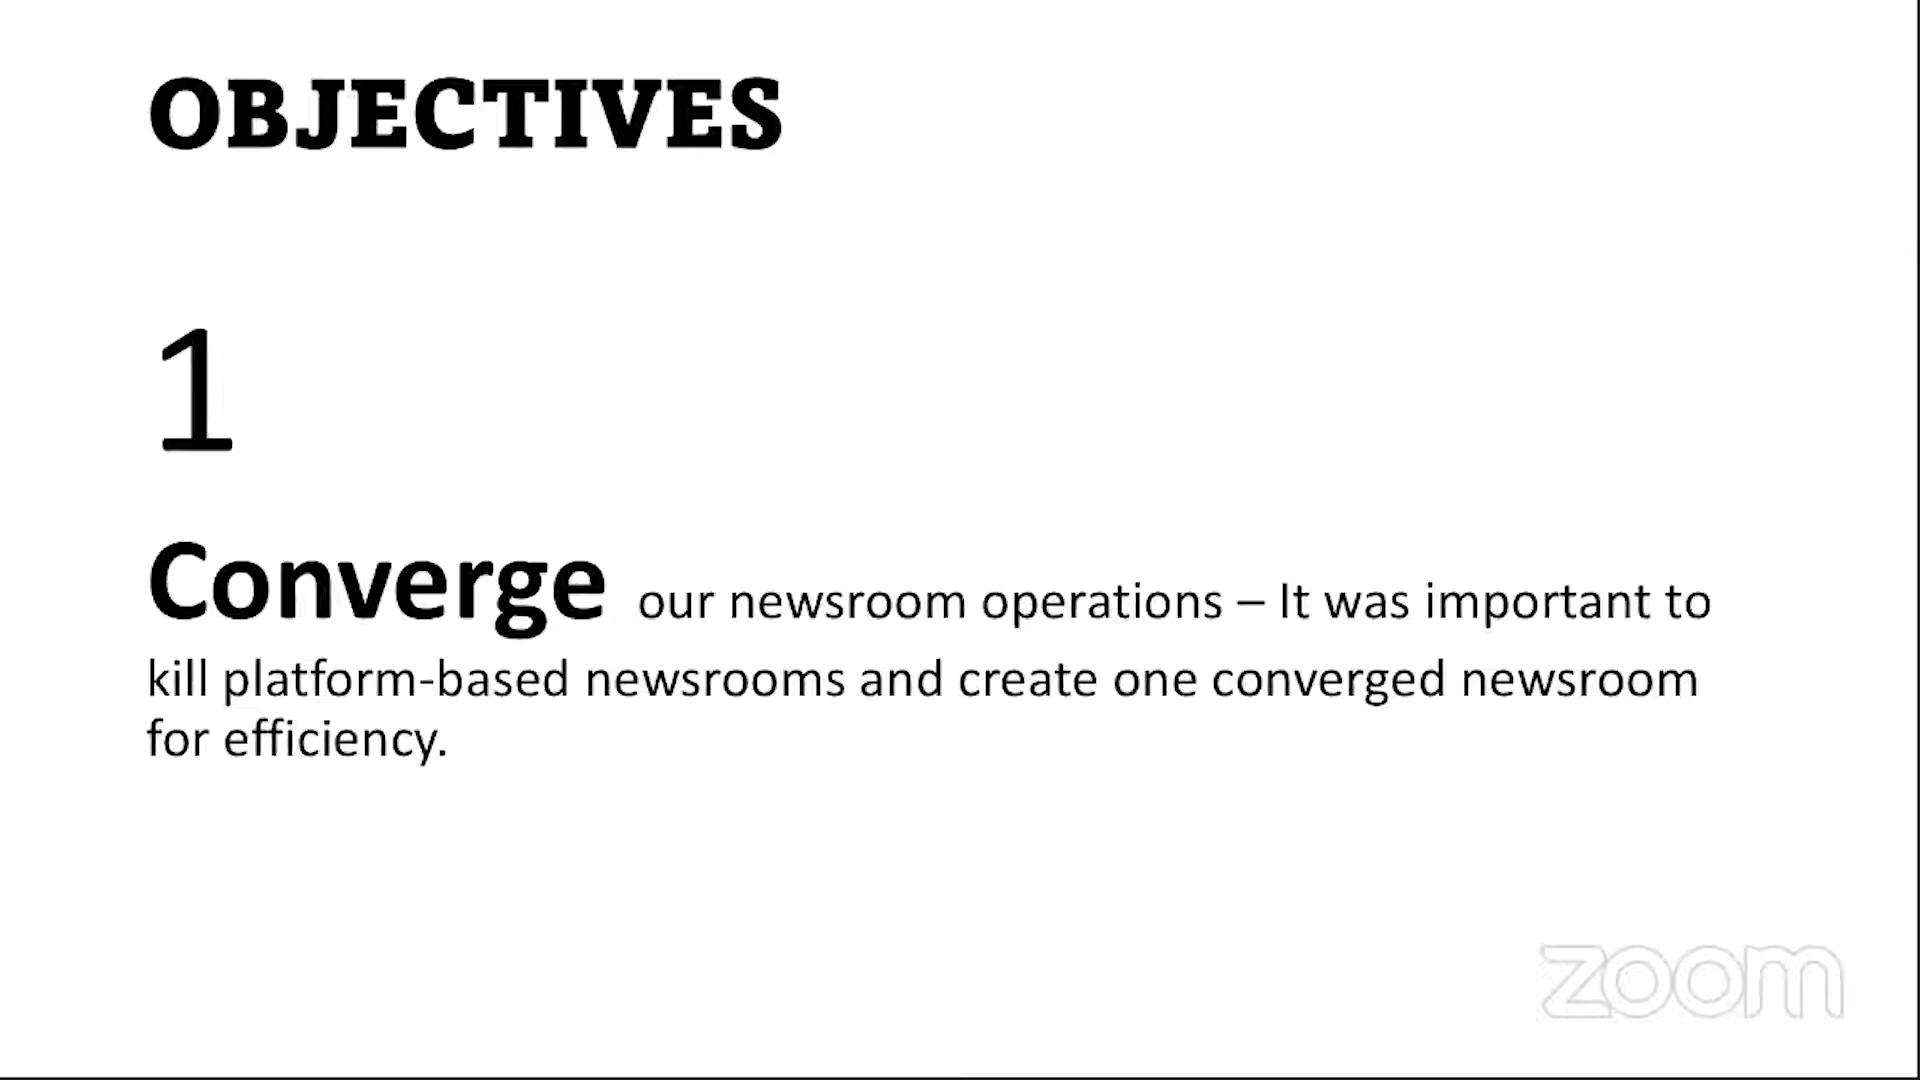 OBJECTIVES
1
Converge our newsroom operations – It was important to
kill platform-based newsrooms and create one converged newsroom
for efficiency.
zoom